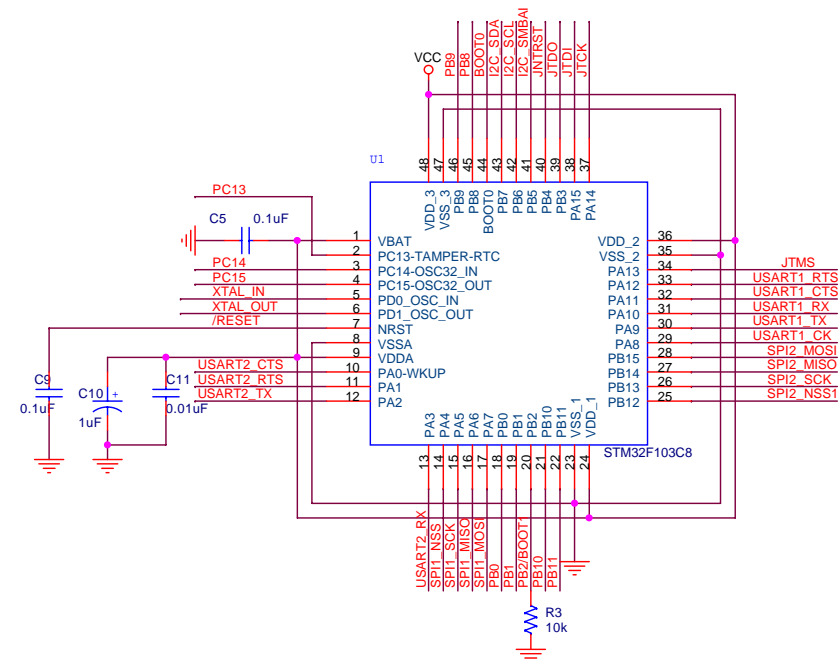 VCC
PB9
PB8
BOOT0
I2C_SDA
I2C_SCL
I2C_SMBAI
JNTRST
JTDO
JTDI
JTCK
U1
48
47
46
45
44
43
42
41
40
39
38
37
VDD_3
VSS_3
PB9
PB8
BOOT0
PB7
PB6
PB5
PB4
PB3
PA15
PA14
PC13
C5
0.1uF
PC14
PC15
XTAL_IN
XTAL_OUT
/RESET
USART2_CTS
USART2_RTS
USART2_TX
1
2
3
4
5
6
7
8
9
10
11
12
VBAT
PC13-TAMPER-RTC
PC14-OSC32_IN
PC15-OSC32_OUT
PD0_OSC_IN
PD1_OSC_OUT
NRST
VSSA
VDDA
PA0-WKUP
PA1
PA2
VDD_2
VSS_2
PA13
PA12
PA11
PA10
PA9
PA8
PB15
PB14
PB13
PB12
36
35
34
33
32
31
30
29
28
27
26
25
JTMS
USART1_RTS
USART1_CTS
USART1_RX
USART1_TX
USART1_CK
SPI2_MOSI
SPI2_MISO
SPI2_SCK
SPI2_NSS1
C9
0.1uF
C10
+
1uF
C11
0.01uF
PA3
PA4
PA5
PA6
PA7
PB0
PB1
PB2
PB10
PB11
VSS_1
VDD_1
STM32F103C8
13
14
15
16
17
18
19
20
21
22
23
24
USART2_RX
SPI1_NSS
SPI1_SCK
SPI1_MISO
SPI1_MOSI
PB0
PB1
PB2/BOOT1
PB10
PB11
R3
10k